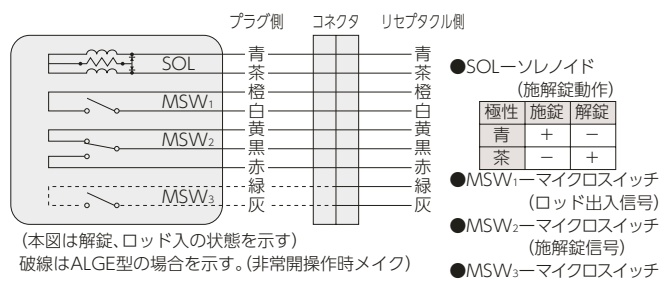 プラグ側 コネクタ リセプタクル側
SOL 青 青
茶 茶
MSW₁ 橙 橙
白 白
MSW₂ 黄 黄
黒 黒
赤 赤
MSW₃ 緑 緑
灰 灰
(本図は解錠、ロッド入の状態を示す)
破線はALGE型の場合を示す。(非常開操作時メイク)
●SOLーソレノイド
(施解錠動作)
極性 施錠 解錠
青 + −
茶 − +
●MSW₁ーマイクロスイッチ
(ロッド出入信号)
●MSW₂ーマイクロスイッチ
(施解錠信号)
●MSW₃ーマイクロスイッチ